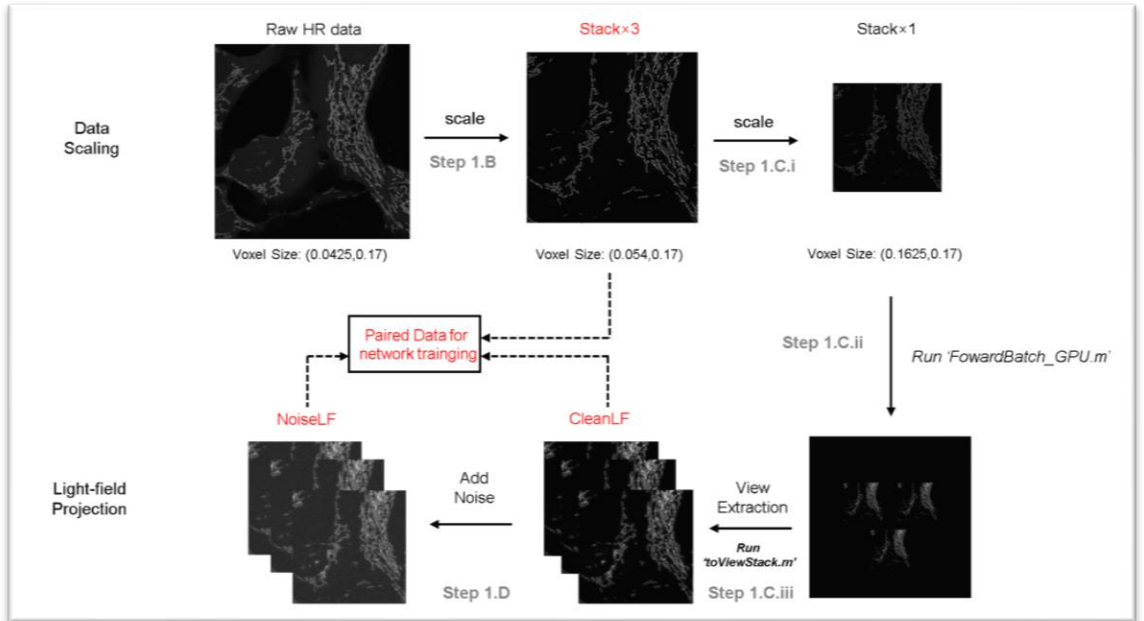 Raw HR data
Stack×3
Stack×1
Data
Scaling
scale
Step 1.B
scale
Step 1.C.i
Voxel Size: (0.0425,0.17)
Voxel Size: (0.054,0.17)
Voxel Size: (0.1625,0.17)
Paired Data for
network trainging
Step 1.C.ii
Run ‘FowardBatch_GPU.m’
NoiseLF
CleanLF
Light-field
Projection
Add
Noise
Step 1.D
View
Extraction
Run
‘toViewStack.m’
Step 1.C.iii